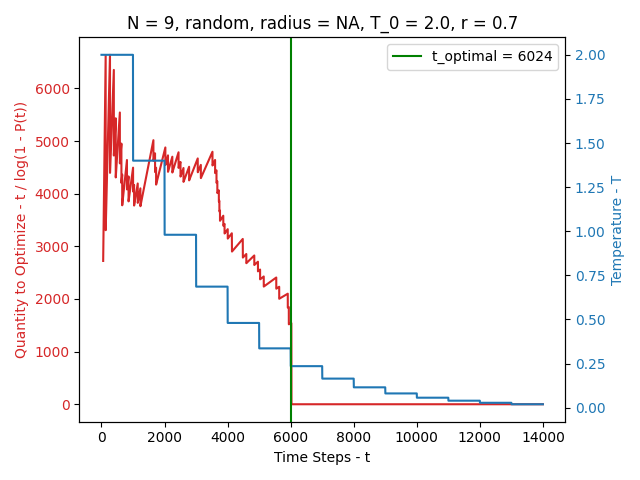 N = 9, random, radius = NA, T_0 = 2.0, r = 0.7
t_optimal = 6024
Quantity to Optimize - t / log(1 - P(t))
6000
5000
4000
3000
2000
1000
0
2.00
1.75
1.50
1.25
1.00
0.75
0.50
0.25
0.00
Temperature - T
0 2000 4000 6000 8000 10000 12000 14000
Time Steps - t